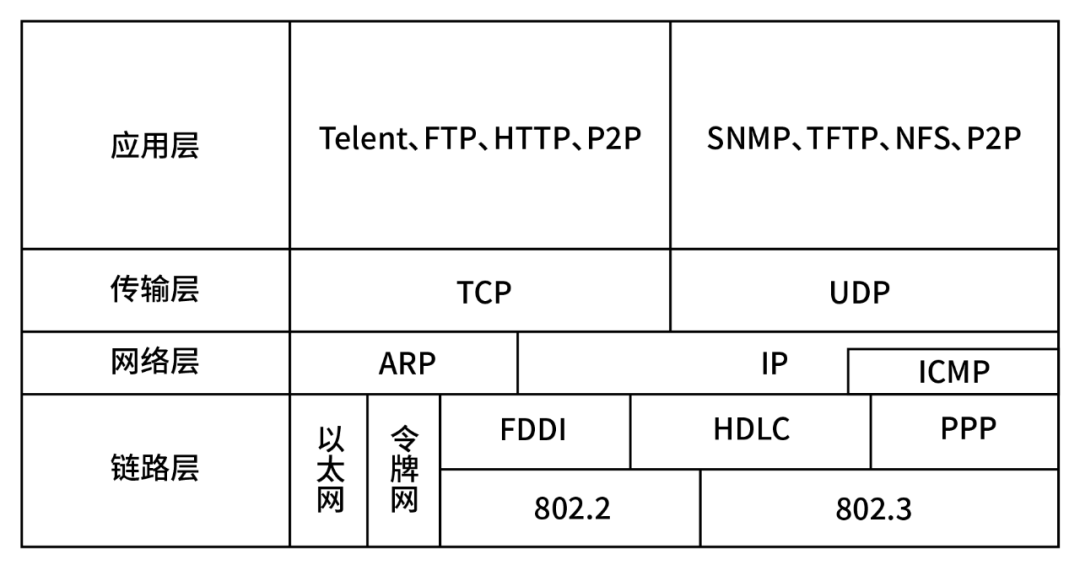 应用层
Telent、FTP、HTTP、P2P
SNMP、TFTP、NFS、P2P
传输层
TCP
UDP
网络层
ARP
IP
ICMP
链路层
以太网
令牌网
FDDI
HDLC
PPP
802.2
802.3